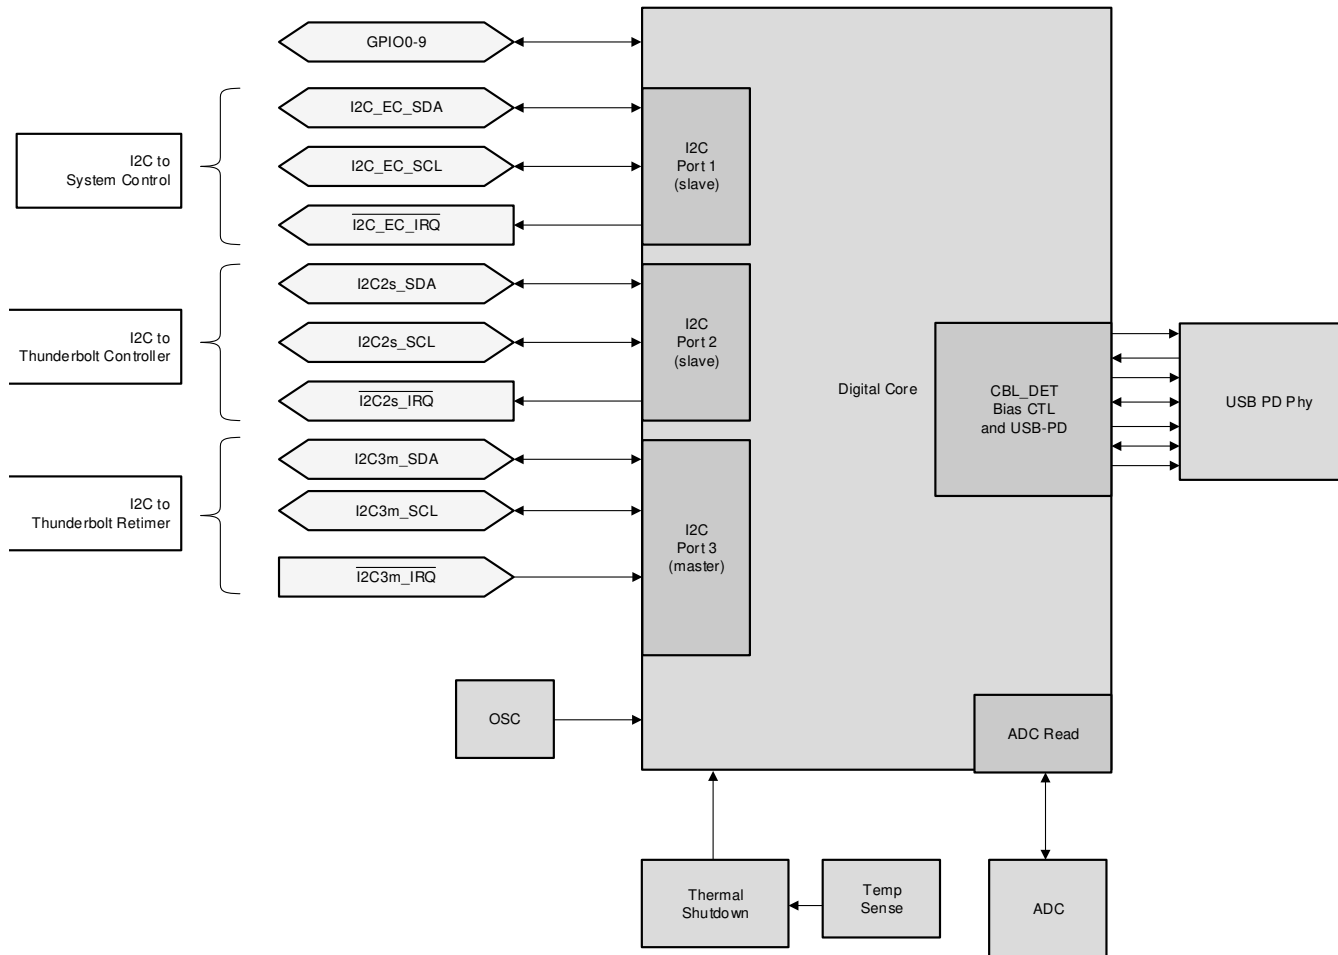 GPIO0-9
I2C to
System Control
I2C_EC_SDA
I2C_EC_SCL
I2C_EC_IRQ
I2C
Port 1
(slave)
I2C to
Thunderbolt Controller
I2C2s_SDA
I2C2s_SCL
I2C2s_IRQ
I2C
Port 2
(slave)
I2C to
Thunderbolt Retimer
I2C3m_SDA
I2C3m_SCL
I2C3m_IRQ
I2C
Port 3
(master)
Digital Core
CBL_DET
Bias CTL
and USB-PD
USB PD Phy
OSC
ADC Read
Thermal
Shutdown
Temp
Sense
ADC